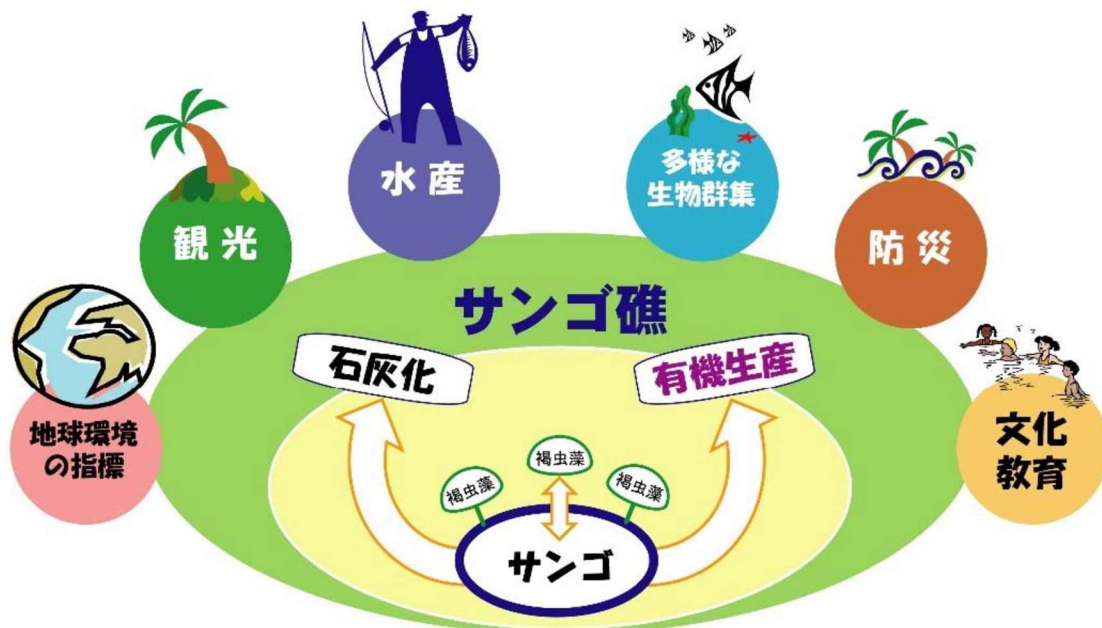 水産
多様な
生物群集
観光
防災
サンゴ礁
地球環境
の指標
石灰化
有機生産
文化
教育
褐虫藻
褐虫藻
褐虫藻
サンゴ